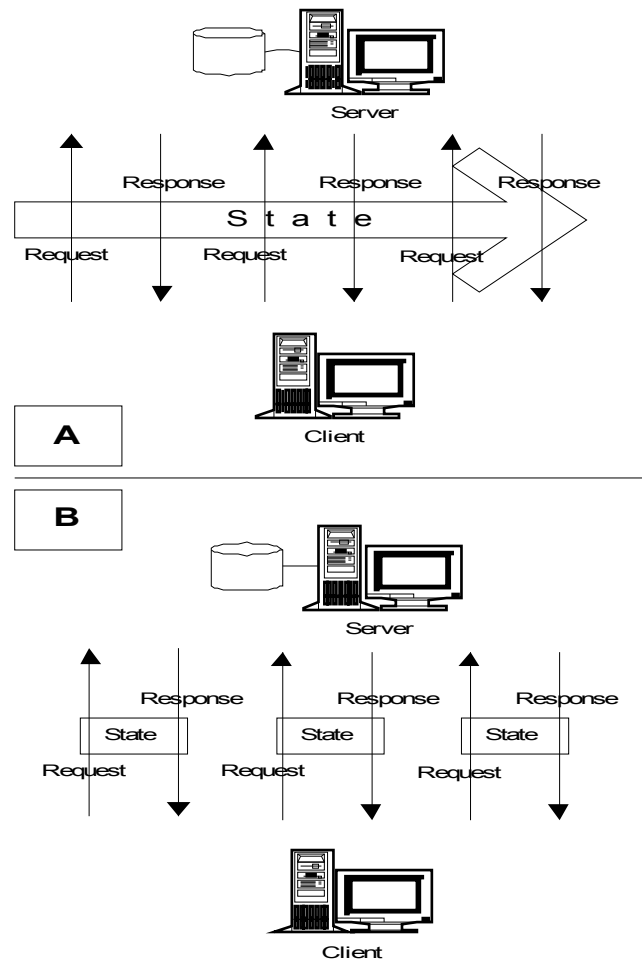 Server
Response Response Response
S t a t e
Request Request Request
Client
A
B
Server
Response Response Response
State State State
Request Request Request
Client